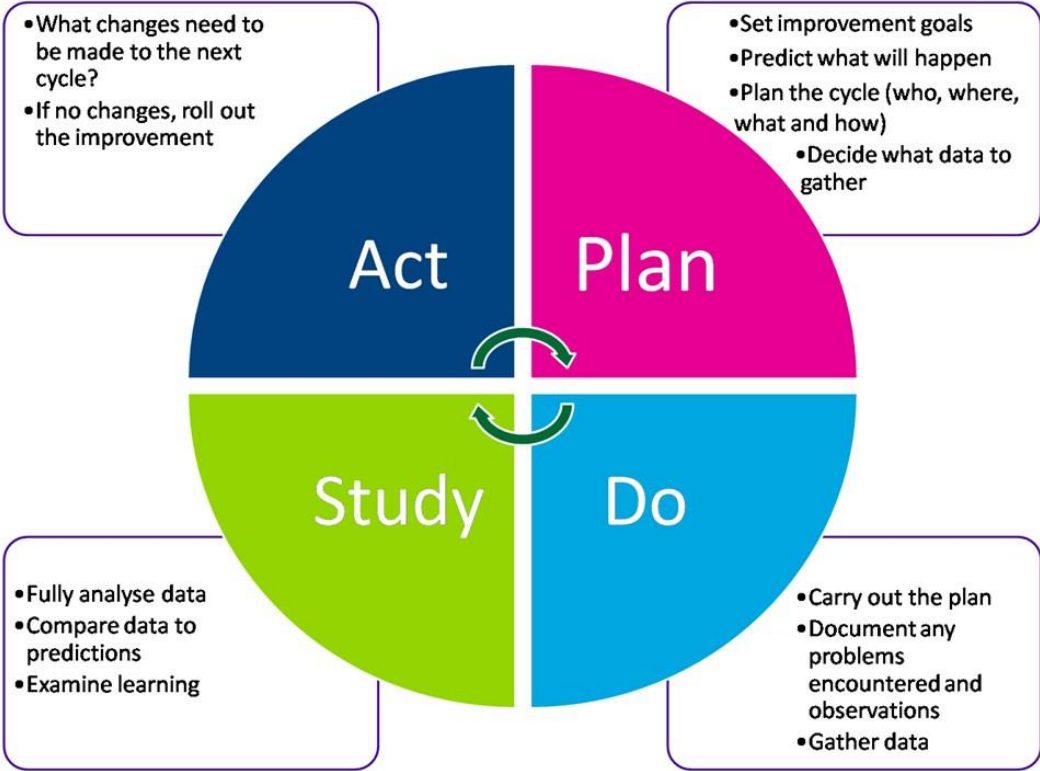 •What changes need to
be made to the next
cycle?
•If no changes, roll out
the improvement
•Set improvement goals
•Predict what will happen
•Plan the cycle (who, where,
what and how)
•Decide what data to
gather
Act
Plan
Study
Do
•Fully analyse data
•Compare data to
predictions
•Examine learning
•Carry out the plan
•Document any
problems
encountered and
observations
•Gather data